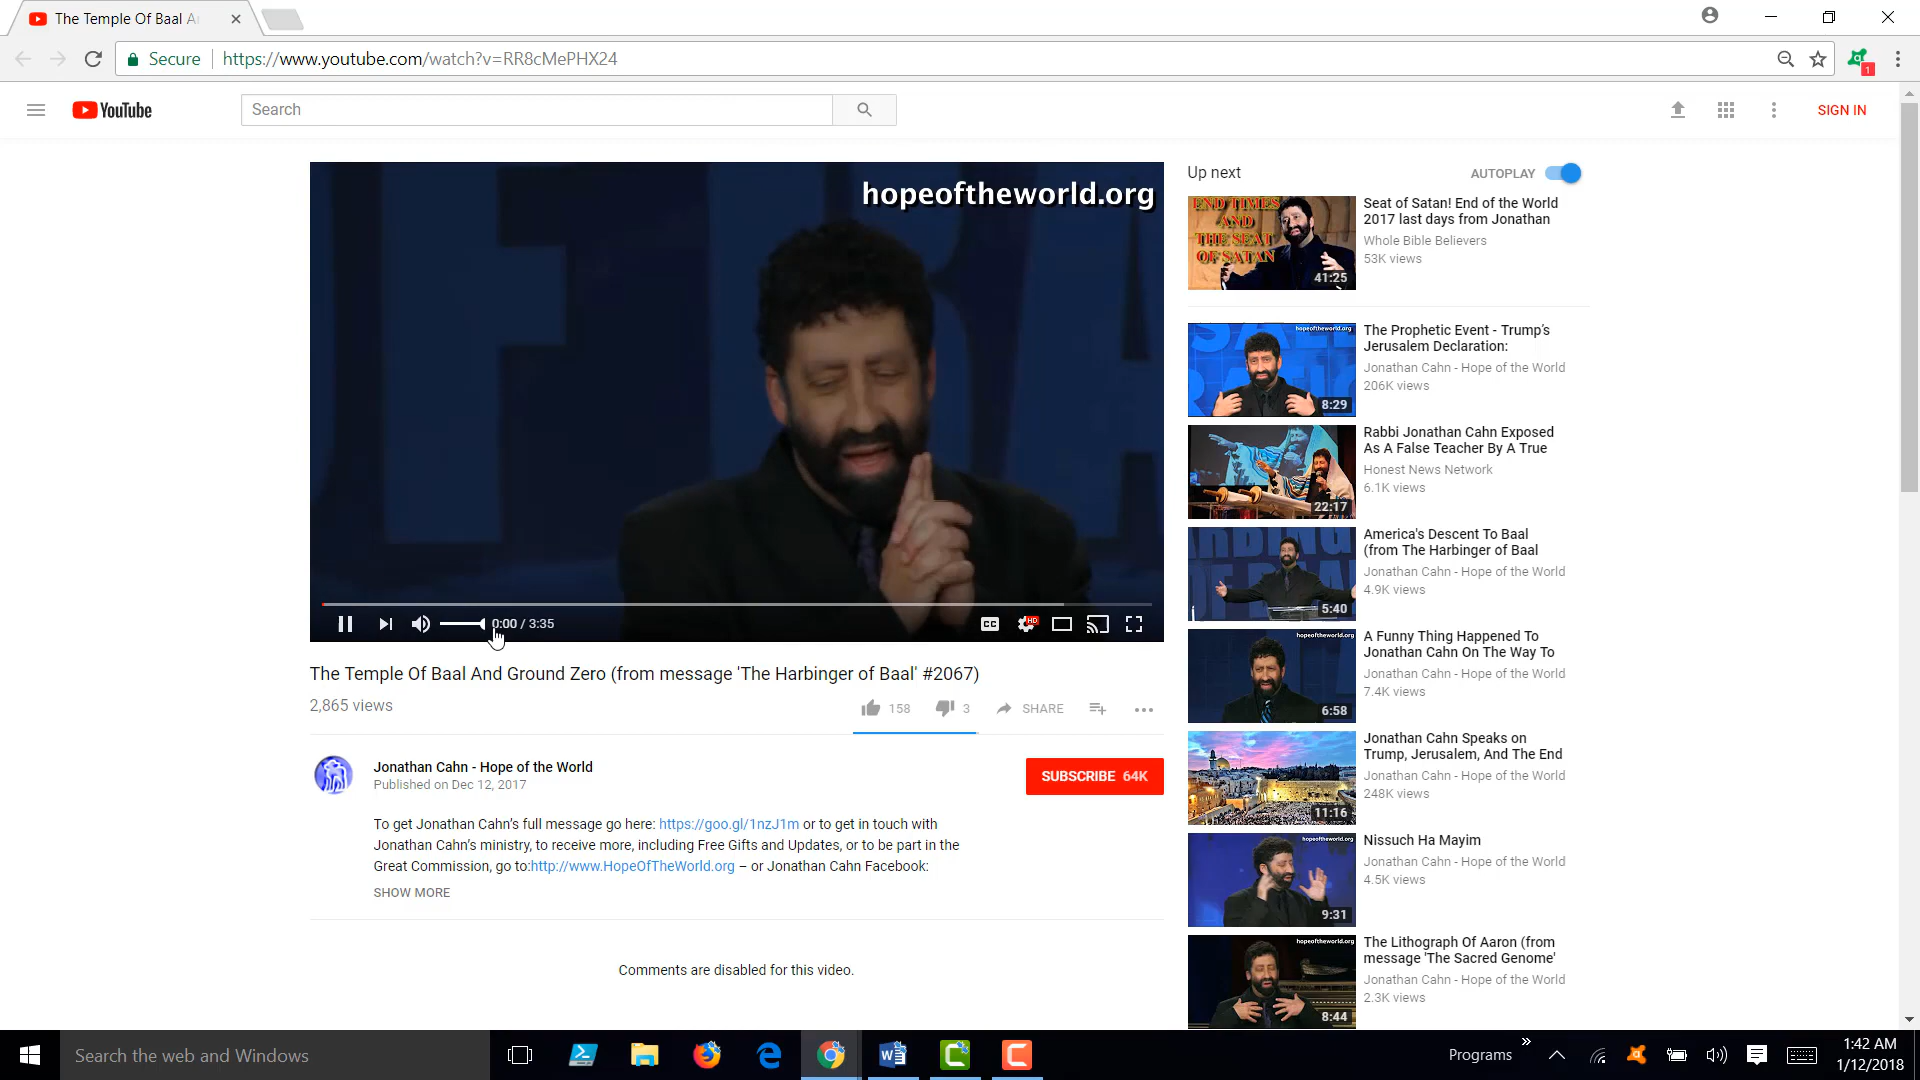 The Temple Of Baal A
Secure
https://www.youtube.com/watch?v=RR8cMePHX24
1
YouTube
Search
SIGN IN
hopeoftheworld.org
0:00 / 3:35
CC
HD
The Temple Of Baal And Ground Zero (from message 'The Harbinger of Baal' #2067)
2,865 views
158
3
SHARE
Jonathan Cahn - Hope of the World
Published on Dec 12, 2017
SUBSCRIBE 64K
To get Jonathan Cahn's full message go here: https://goo.gl/1nzJ1m or to get in touch with
Jonathan Cahn's ministry, to receive more, including Free Gifts and Updates, or to be part in the
Great Commission, go to:http://www.HopeOfTheWorld.org – or Jonathan Cahn Facebook:
SHOW MORE
Comments are disabled for this video.
Up next
AUTOPLAY
END TIMES
AND
THE SEAT
OF SATAN
41:25
Seat of Satan! End of the World
2017 last days from Jonathan
Whole Bible Believers
53K views
hopeoftheworld.org
8:29
The Prophetic Event - Trump's
Jerusalem Declaration:
Jonathan Cahn - Hope of the World
206K views
22:17
Rabbi Jonathan Cahn Exposed
As A False Teacher By A True
Honest News Network
6.1K views
5:40
America's Descent To Baal
(from The Harbinger of Baal
Jonathan Cahn - Hope of the World
4.9K views
hopeoftheworld.org
6:58
A Funny Thing Happened To
Jonathan Cahn On The Way To
Jonathan Cahn - Hope of the World
7.4K views
11:16
Jonathan Cahn Speaks on
Trump, Jerusalem, And The End
Jonathan Cahn - Hope of the World
248K views
hopeoftheworld.org
9:31
Nissuch Ha Mayim
Jonathan Cahn - Hope of the World
4.5K views
hopeoftheworld.org
8:44
The Lithograph Of Aaron (from
message 'The Sacred Genome'
Jonathan Cahn - Hope of the World
2.3K views
Search the web and Windows
Programs
1:42 AM
1/12/2018